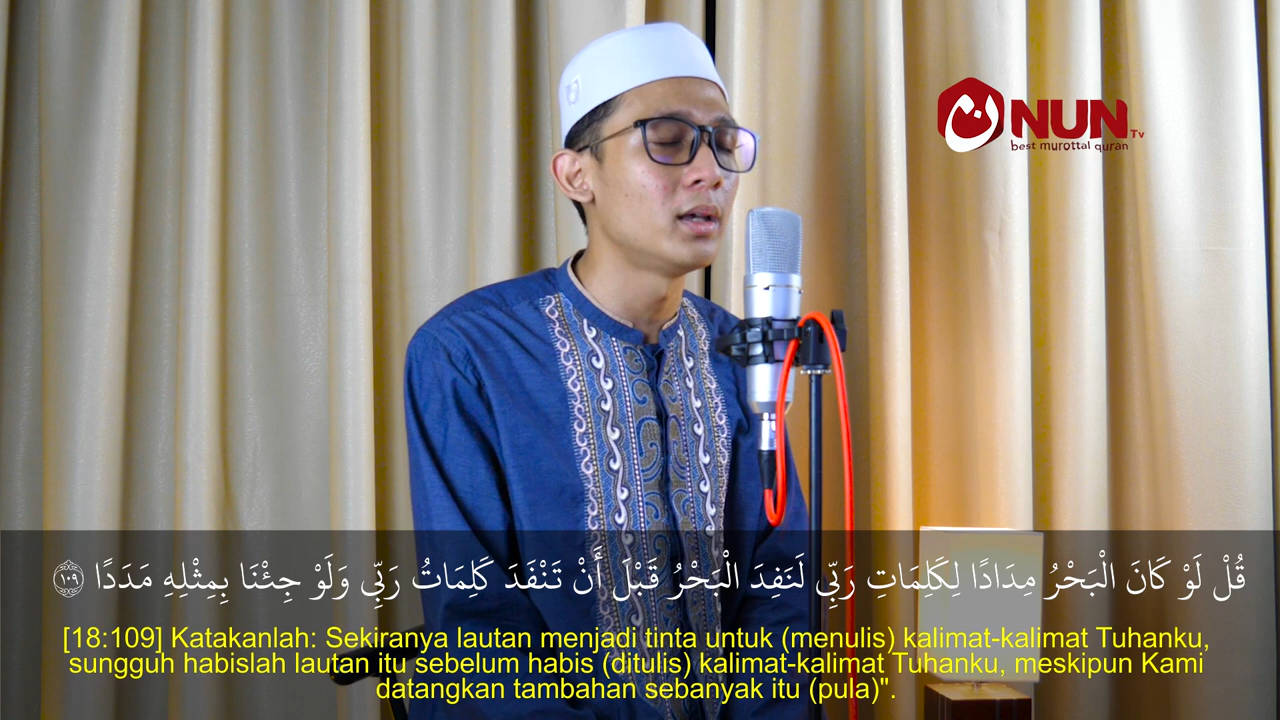 ن NUN Tv
best murottal quran
قُلْ لَوْ كَانَ الْبَحْرُ مِدَادًا لِكَلِمَاتِ رَبِّي لَنَفِدَ الْبَحْرُ قَبْلَ أَنْ تَنْفَدَ كَلِمَاتُ رَبِّي وَلَوْ جِئْنَا بِمِثْلِهِ مَدَدًا ١٠٩
[18:109] Katakanlah: Sekiranya lautan menjadi tinta untuk (menulis) kalimat-kalimat Tuhanku,
sungguh habislah lautan itu sebelum habis (ditulis) kalimat-kalimat Tuhanku, meskipun Kami
datangkan tambahan sebanyak itu (pula)".